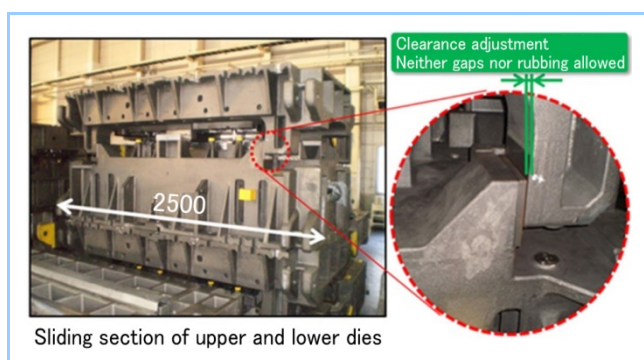 Clearance adjustment
Neither gaps nor rubbing allowed
2500
Sliding section of upper and lower dies